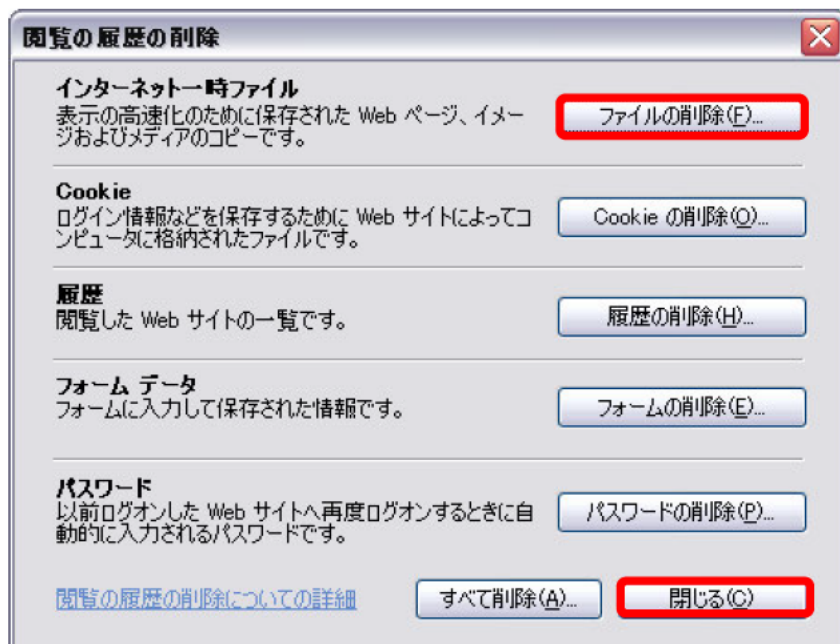 閲覧の履歴の削除
インターネット一時ファイル
表示の高速化のために保存された Web ページ、イメー
ジおよびメディアのコピーです。
ファイルの削除(F)...
Cookie
ログイン情報などを保存するために Web サイトによってコ
ンピュータに格納されたファイルです。
Cookie の削除(O)...
履歴
閲覧した Web サイトの一覧です。
履歴の削除(H)...
フォーム データ
フォームに入力して保存された情報です。
フォームの削除(E)...
パスワード
以前ログオンした Web サイトへ再度ログオンするときに自
動的に入力されるパスワードです。
パスワードの削除(P)...
閲覧の履歴の削除についての詳細
すべて削除(A)...
閉じる(C)